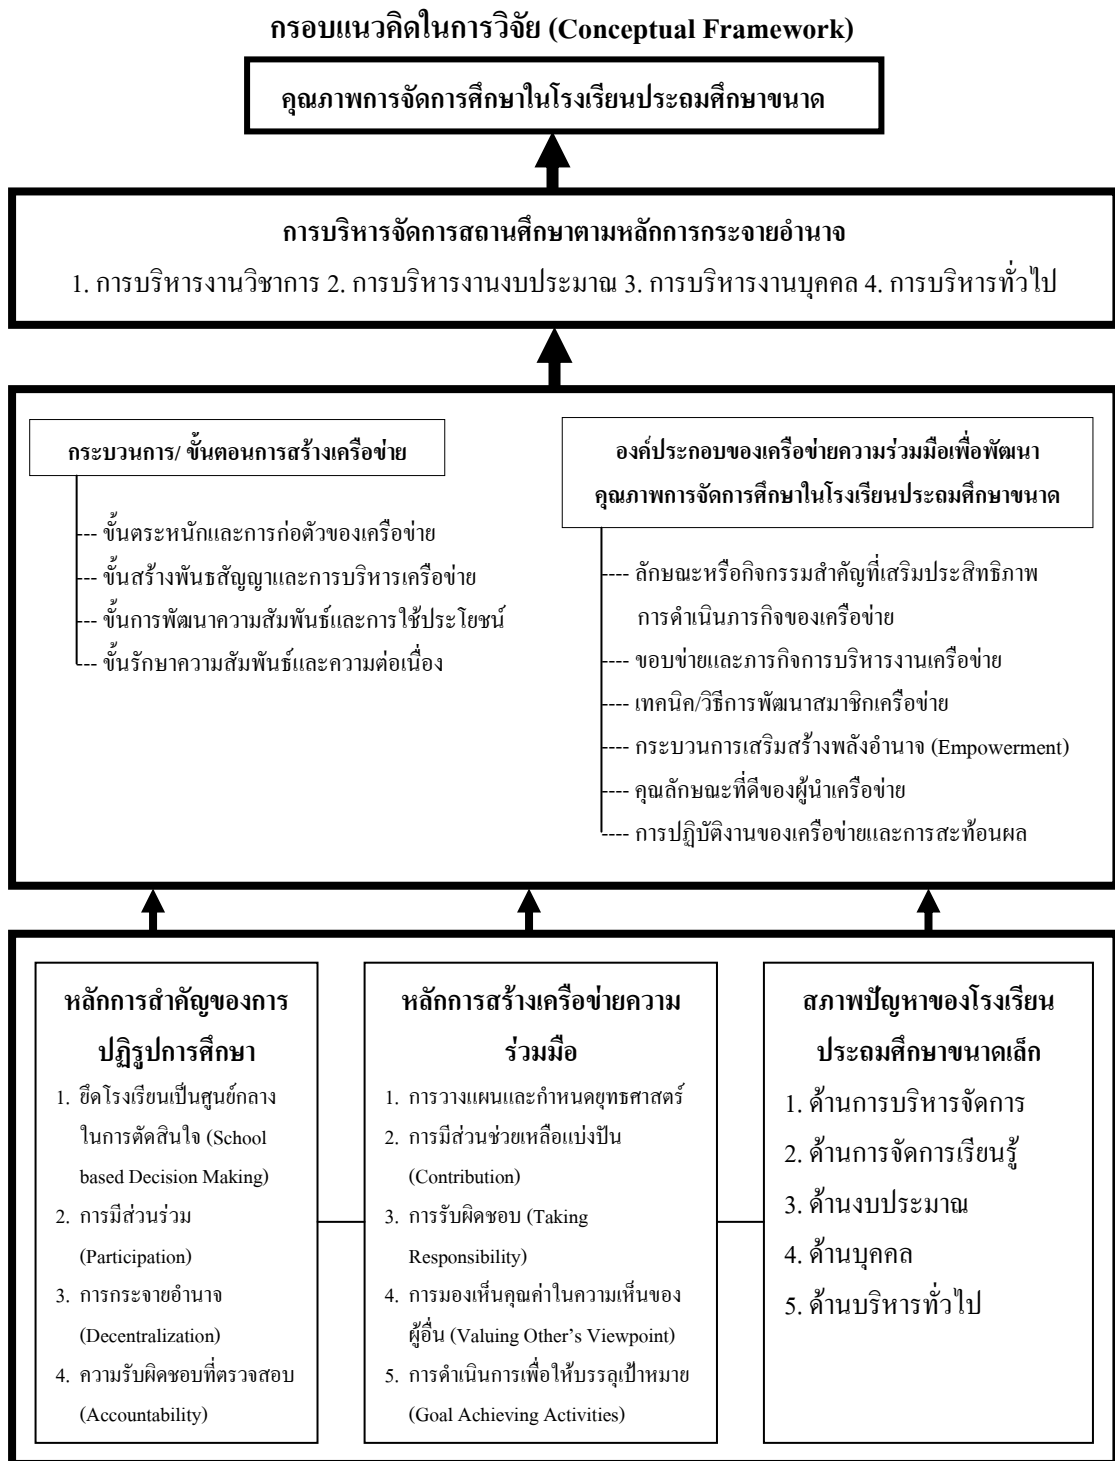 กรอบแนวคิดในการวิจัย (Conceptual Framework)
คุณภาพการจัดการศึกษาในโรงเรียนประถมศึกษาขนาด
การบริหารจัดการสถานศึกษาตามหลักการกระจายอำนาจ
1. การบริหารงานวิชาการ 2. การบริหารงานงบประมาณ 3. การบริหารงานบุคคล 4. การบริหารทั่วไป
กระบวนการ/ ขั้นตอนการสร้างเครือข่าย
--- ขั้นตระหนักและการก่อตัวของเครือข่าย
--- ขั้นสร้างพันธสัญญาและการบริหารเครือข่าย
--- ขั้นการพัฒนาความสัมพันธ์และการใช้ประโยชน์
--- ขั้นรักษาความสัมพันธ์และความต่อเนื่อง
องค์ประกอบของเครือข่ายความร่วมมือเพื่อพัฒนา
คุณภาพการจัดการศึกษาในโรงเรียนประถมศึกษาขนาด
---- ลักษณะหรือกิจกรรมสำคัญที่เสริมประสิทธิภาพ
การดำเนินภารกิจของเครือข่าย
---- ขอบข่ายและภารกิจการบริหารงานเครือข่าย
---- เทคนิค/วิธีการพัฒนาสมาชิกเครือข่าย
---- กระบวนการเสริมสร้างพลังอำนาจ (Empowerment)
---- คุณลักษณะที่ดีของผู้นำเครือข่าย
---- การปฏิบัติงานของเครือข่ายและการสะท้อนผล
หลักการสำคัญของการ
ปฏิรูปการศึกษา
1. ยึดโรงเรียนเป็นศูนย์กลาง
ในการตัดสินใจ (School
based Decision Making)
2. การมีส่วนร่วม
(Participation)
3. การกระจายอำนาจ
(Decentralization)
4. ความรับผิดชอบที่ตรวจสอบ
(Accountability)
หลักการสร้างเครือข่ายความ
ร่วมมือ
1. การวางแผนและกำหนดยุทธศาสตร์
2. การมีส่วนช่วยเหลือแบ่งปัน
(Contribution)
3. การรับผิดชอบ (Taking
Responsibility)
4. การมองเห็นคุณค่าในความเห็นของ
ผู้อื่น (Valuing Other's Viewpoint)
5. การดำเนินการเพื่อให้บรรลุเป้าหมาย
(Goal Achieving Activities)
สภาพปัญหาของโรงเรียน
ประถมศึกษาขนาดเล็ก
1. ด้านการบริหารจัดการ
2. ด้านการจัดการเรียนรู้
3. ด้านงบประมาณ
4. ด้านบุคคล
5. ด้านบริหารทั่วไป